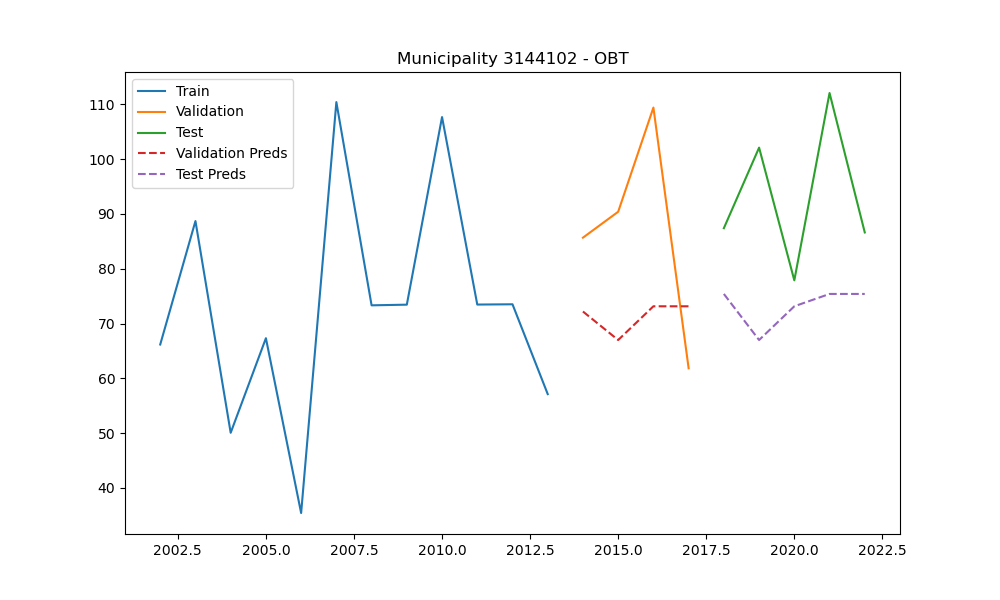 Municipality 3144102 - OBT
Train
Validation
Test
Validation Preds
Test Preds
110
100
90
80
70
60
50
40
2002.5 2005.0 2007.5 2010.0 2012.5 2015.0 2017.5 2020.0 2022.5